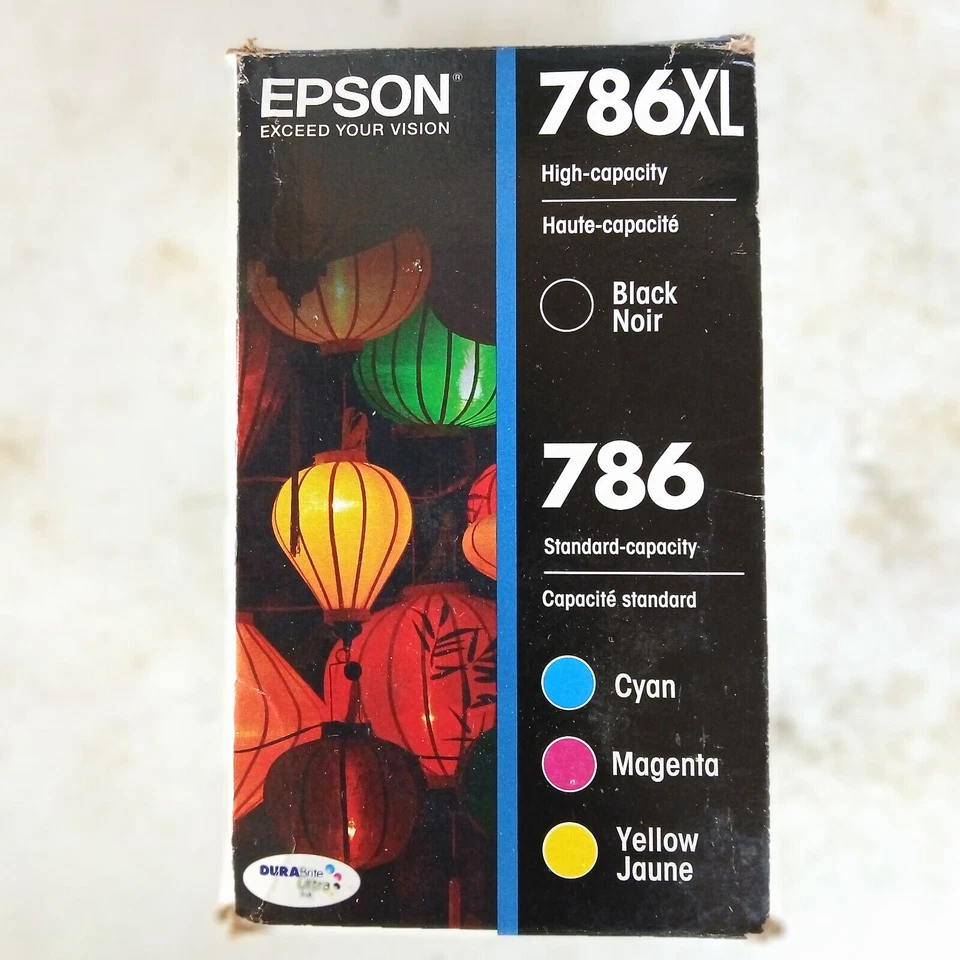 EPSON®
EXCEED YOUR VISION
786XL
High-capacity
Haute-capacité
Black
Noir
786
Standard-capacity
Capacité standard
Cyan
Magenta
Yellow
Jaune
DURABrite
Ultra